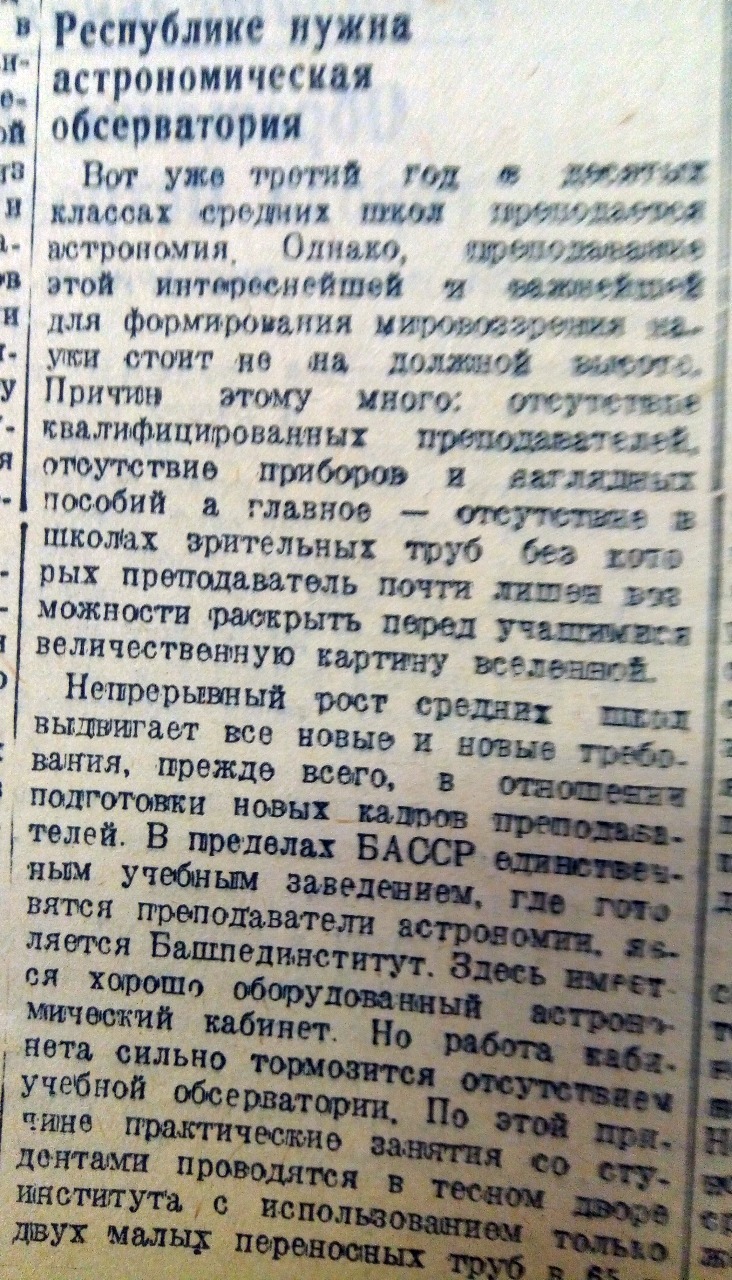 Республике нужна
астрономическая
обсерватория
Вот уже третий год в десятых
классах средних школ преподается
астрономия. Однако, преподавание
этой интереснейшей и важнейшей
для формирования мировоззрения на-
уки стоит не на должной высоте.
Причин этому много: отсутствие
квалифицированных преподавателей,
отсутствие приборов и наглядных
пособий а главное — отсутствие в
школах зрительных труб без кото
рых преподаватель почти лишен воз
можности раскрыть перед учащимися
величественную картину вселенной.
Непрерывный рост средних школ
выдвигает все новые и новые требо-
вания, прежде всего, в отношении
подготовки новых кадров преподава-
телей. В пределах БАССР единствен-
ным учебным заведением, где гото
вятся преподаватели астрономии, яв-
ляется Башпединститут. Здесь имеет-
ся хорошо оборудованный астроно-
мический кабинет. Но работа каби-
нета сильно тормозится отсутствием
учебной обсерватории. По этой при-
чине практические занятия со сту-
дентами проводятся в тесном дворе
института с использованием только
двух малых переносных труб в